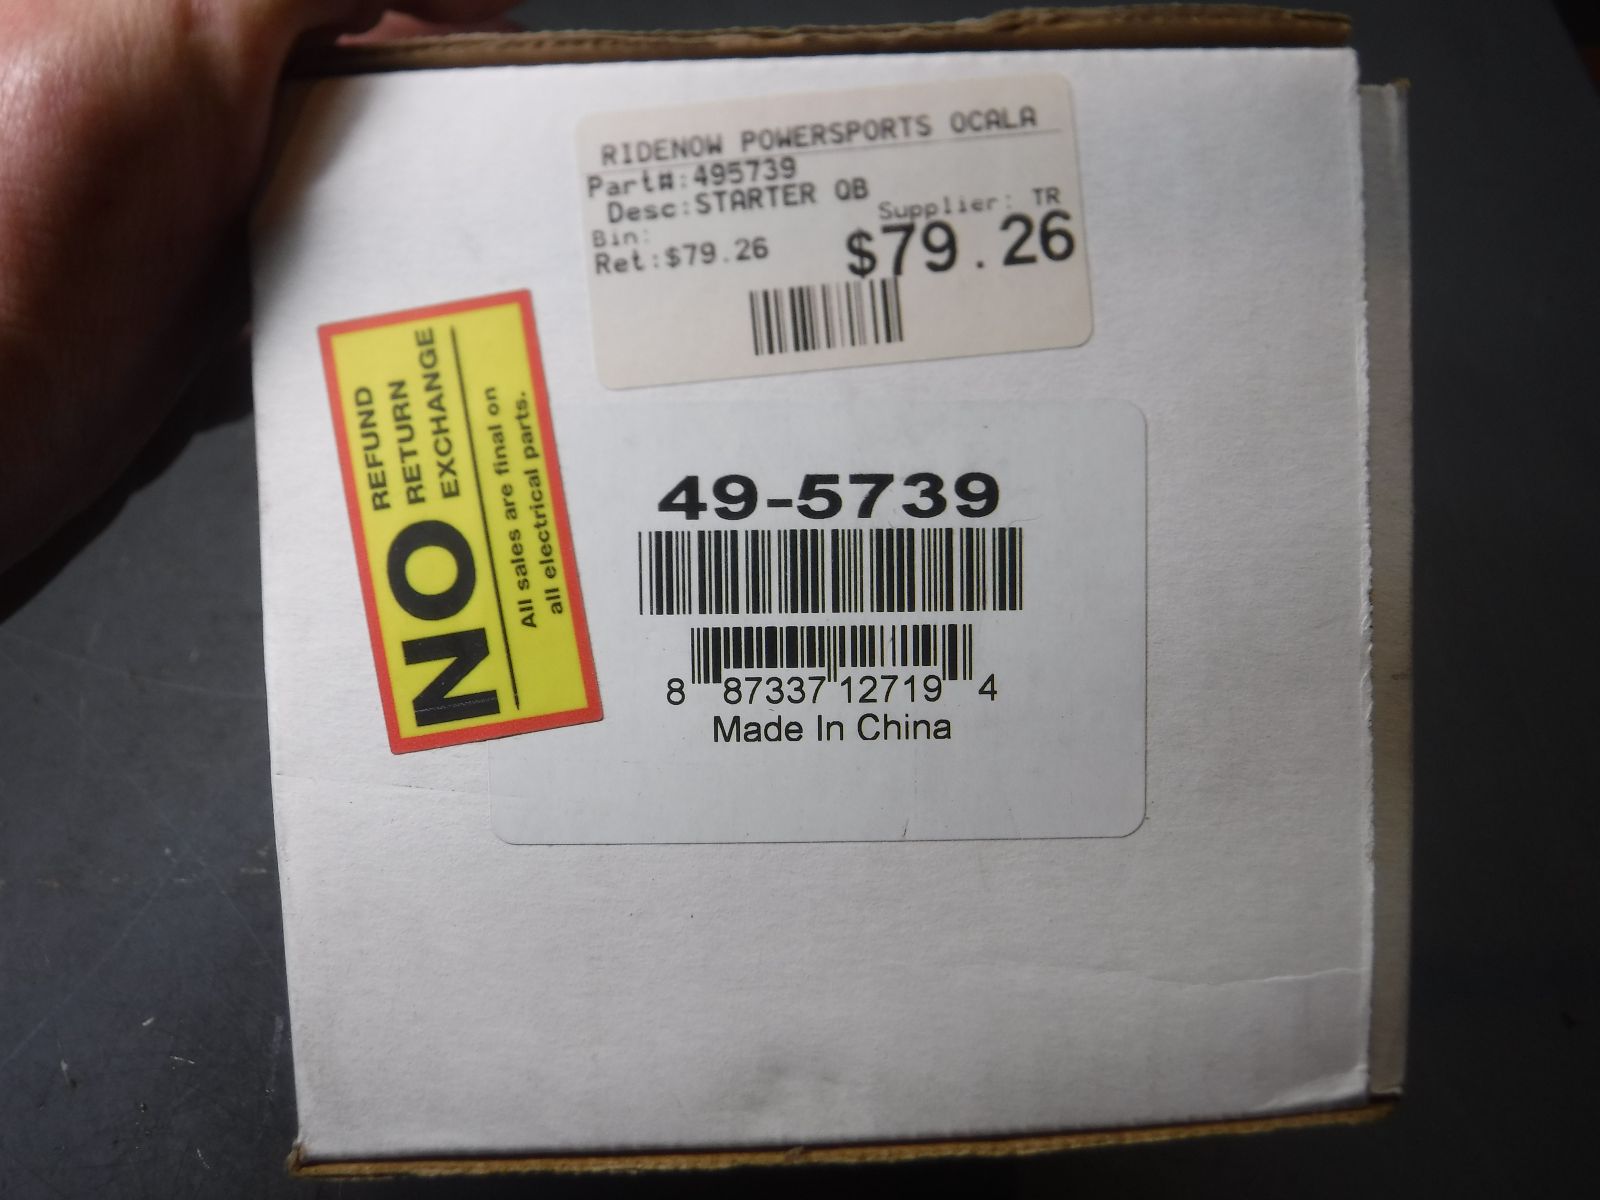 RIDENOW POWERSPORTS OCALA
Part#:495739
Desc:STARTER QB
Supplier: TR
Bin:
Ret:$79.26
$79.26
NO
REFUND
RETURN
EXCHANGE
All sales are final on
all electrical parts.
49-5739
8 87337 12719 4
Made In China